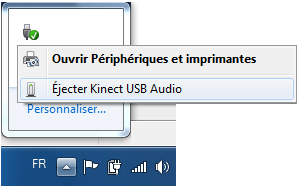 Ouvrir Périphériques et imprimantes
Éjecter Kinect USB Audio
Personnaliser...
FR